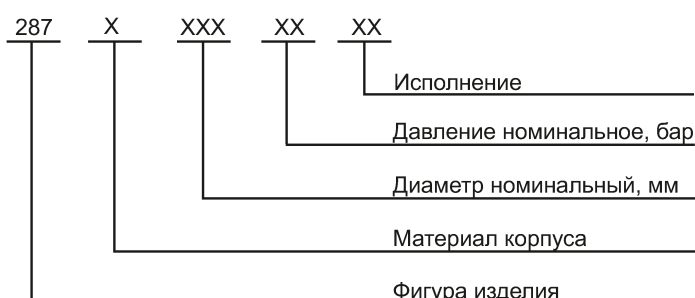 287 X XXX XX XX
Исполнение
Давление номинальное, бар
Диаметр номинальный, мм
Материал корпуса
Фигура изделия